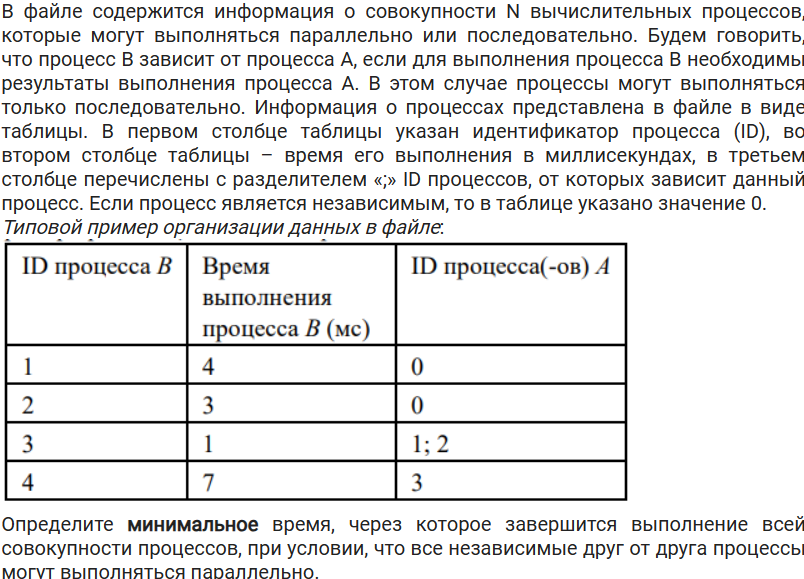 В файле содержится информация о совокупности N вычислительных процессов,
которые могут выполняться параллельно или последовательно. Будем говорить,
что процесс B зависит от процесса A, если для выполнения процесса B необходимы
результаты выполнения процесса A. В этом случае процессы могут выполняться
только последовательно. Информация о процессах представлена в файле в виде
таблицы. В первом столбце таблицы указан идентификатор процесса (ID), во
втором столбце таблицы – время его выполнения в миллисекундах, в третьем
столбце перечислены с разделителем «;» ID процессов, от которых зависит данный
процесс. Если процесс является независимым, то в таблице указано значение 0.
Типовой пример организации данных в файле:
ID процесса B
Время
выполнения
процесса B (мс)
ID процесса(-ов) A
1 4 0
2 3 0
3 1 1; 2
4 7 3
Определите минимальное время, через которое завершится выполнение всей
совокупности процессов, при условии, что все независимые друг от друга процессы
могут выполняться параллельно.